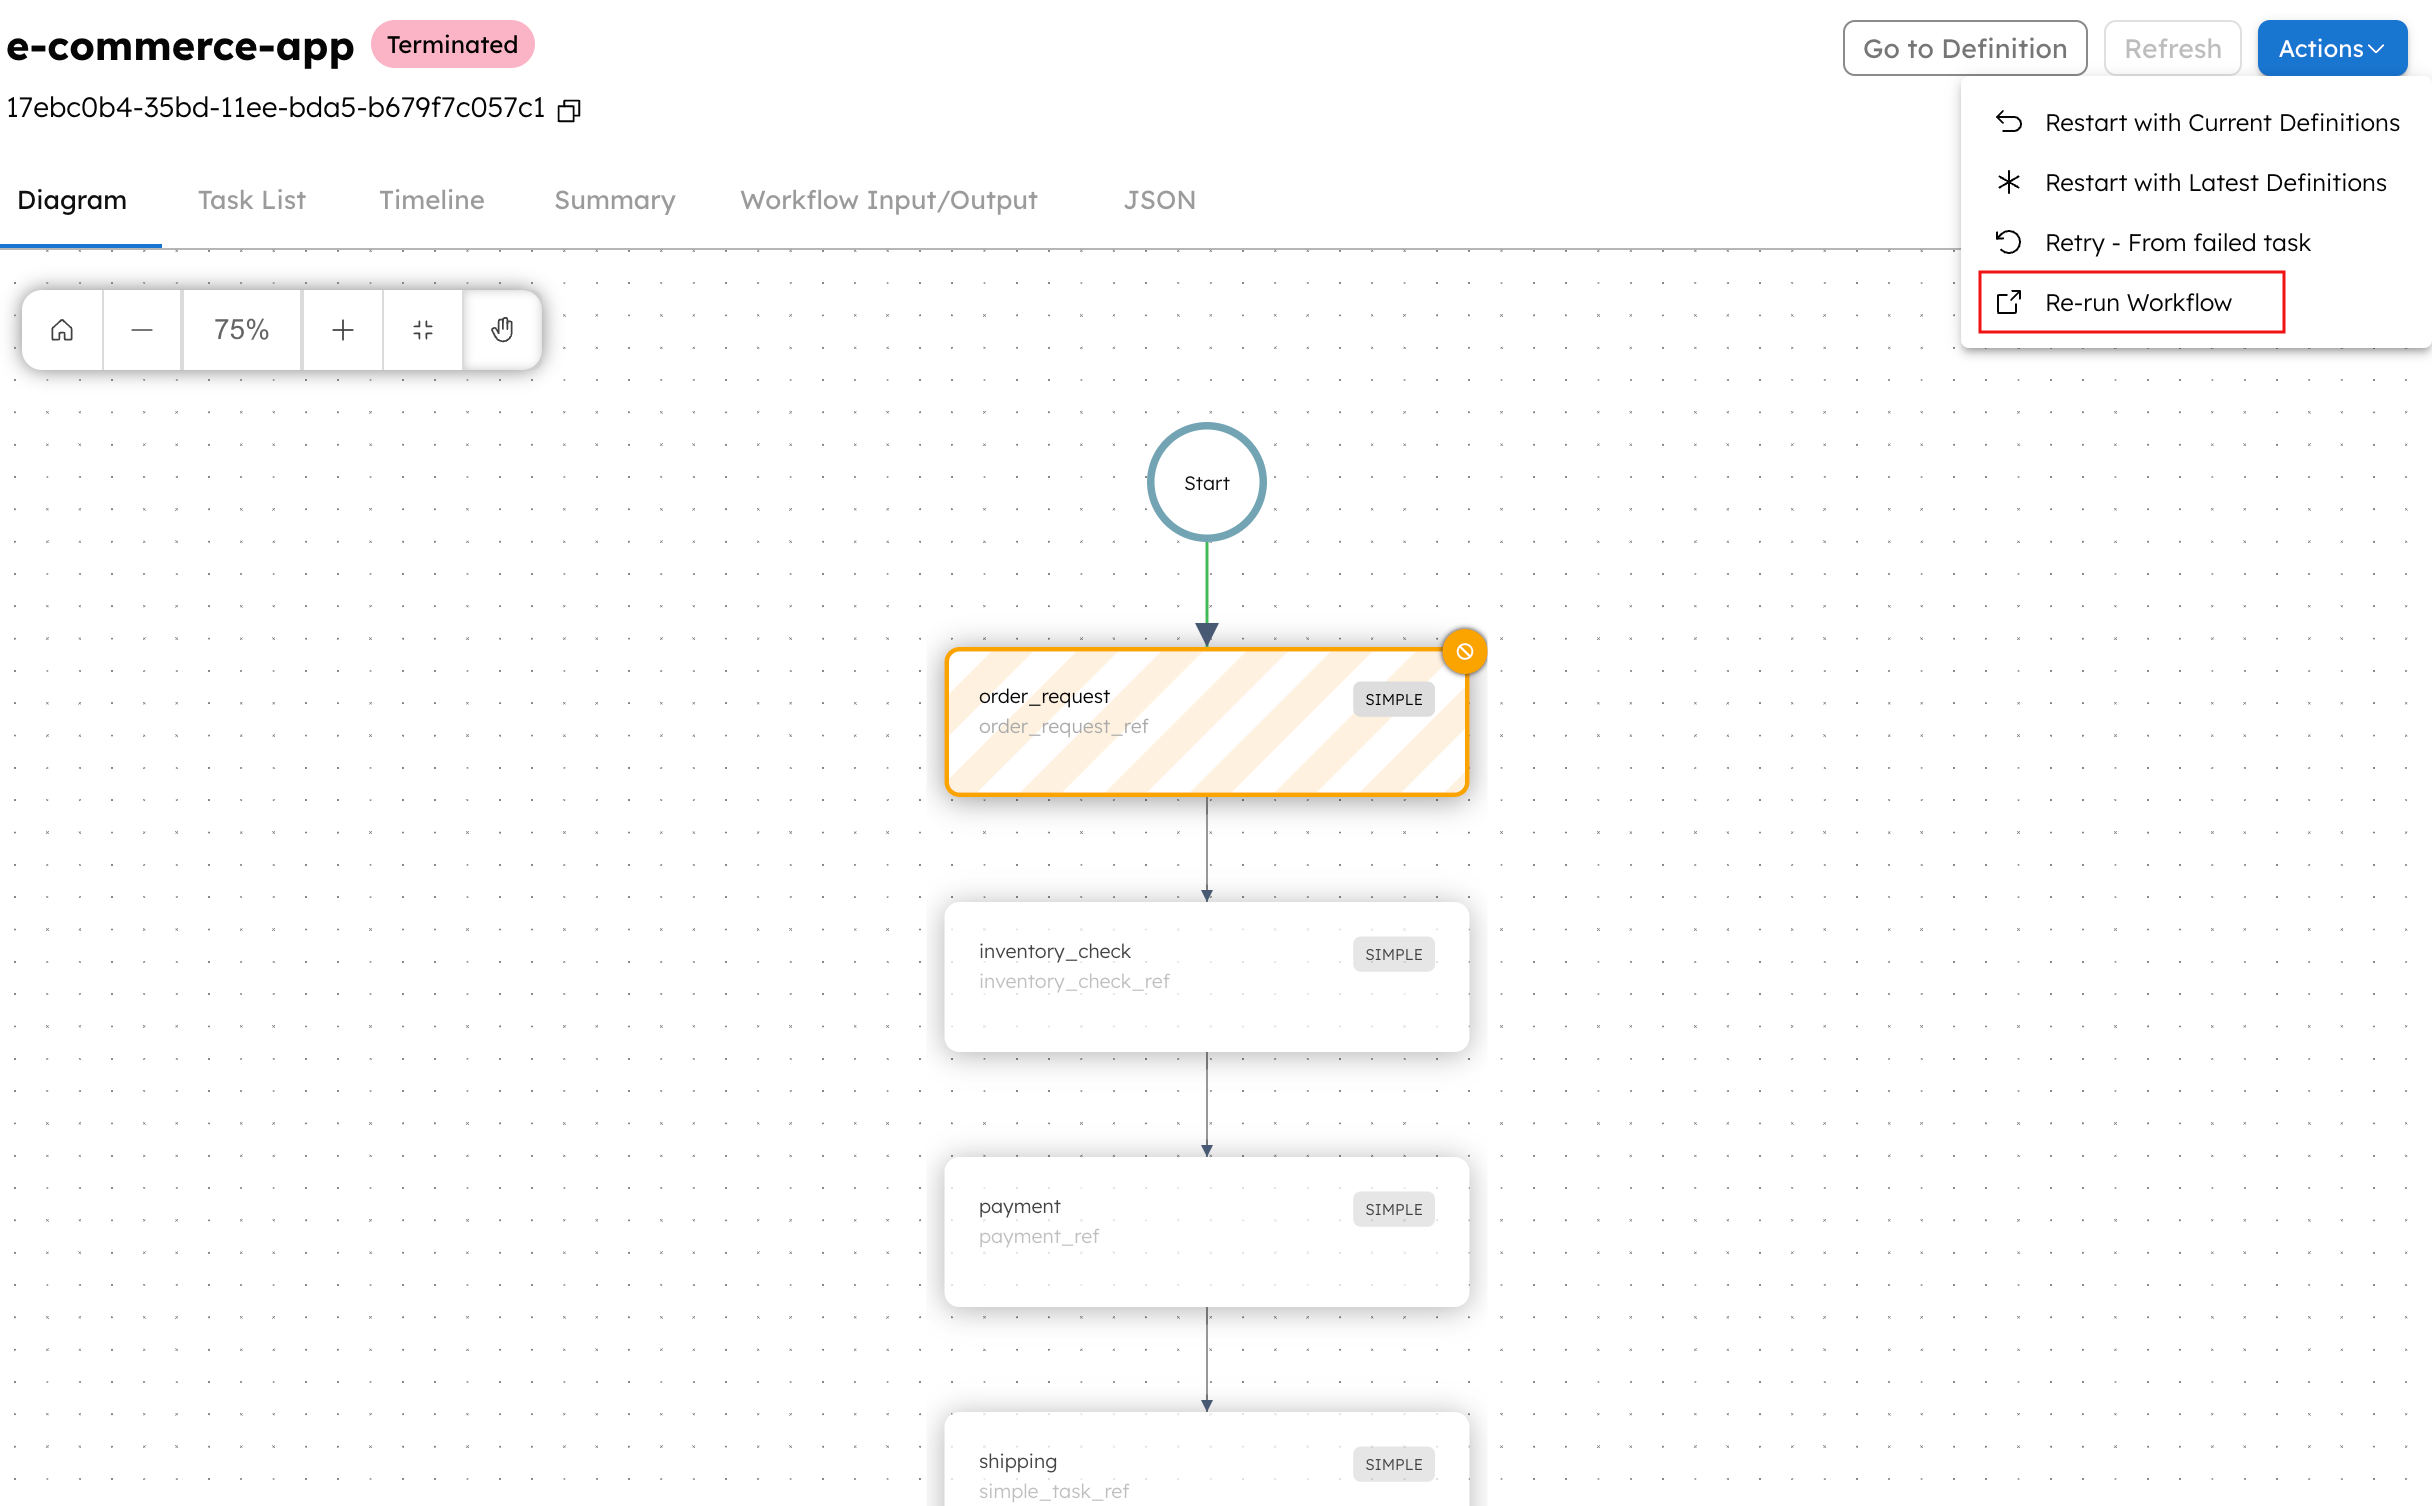 e-commerce-app Terminated
Go to Definition Refresh Actions
17ebc0b4-35bd-11ee-bda5-b679f7c057c1
Restart with Current Definitions
Restart with Latest Definitions
Retry - From failed task
Re-run Workflow
Diagram Task List Timeline Summary Workflow Input/Output JSON
75%
Start
order_request SIMPLE
order_request_ref
inventory_check SIMPLE
inventory_check_ref
payment SIMPLE
payment_ref
shipping SIMPLE
simple_task_ref